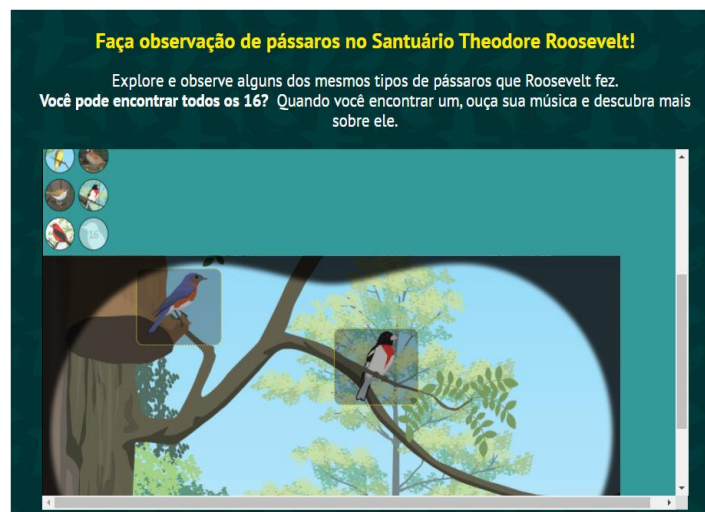 Faça observação de pássaros no Santuário Theodore Roosevelt!
Explore e observe alguns dos mesmos tipos de pássaros que Roosevelt fez.
Você pode encontrar todos os 16? Quando você encontrar um, ouça sua música e descubra mais
sobre ele.
16